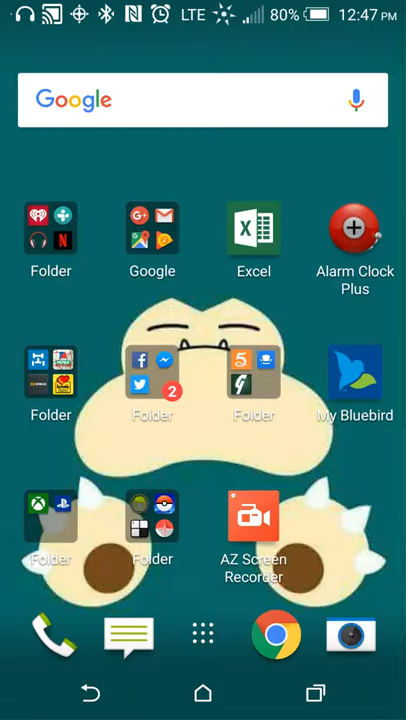 LTE 80% 12:47 PM
Google
Folder Google Excel Alarm Clock Plus
Folder Folder Folder My Bluebird
2
Folder Folder AZ Screen Recorder